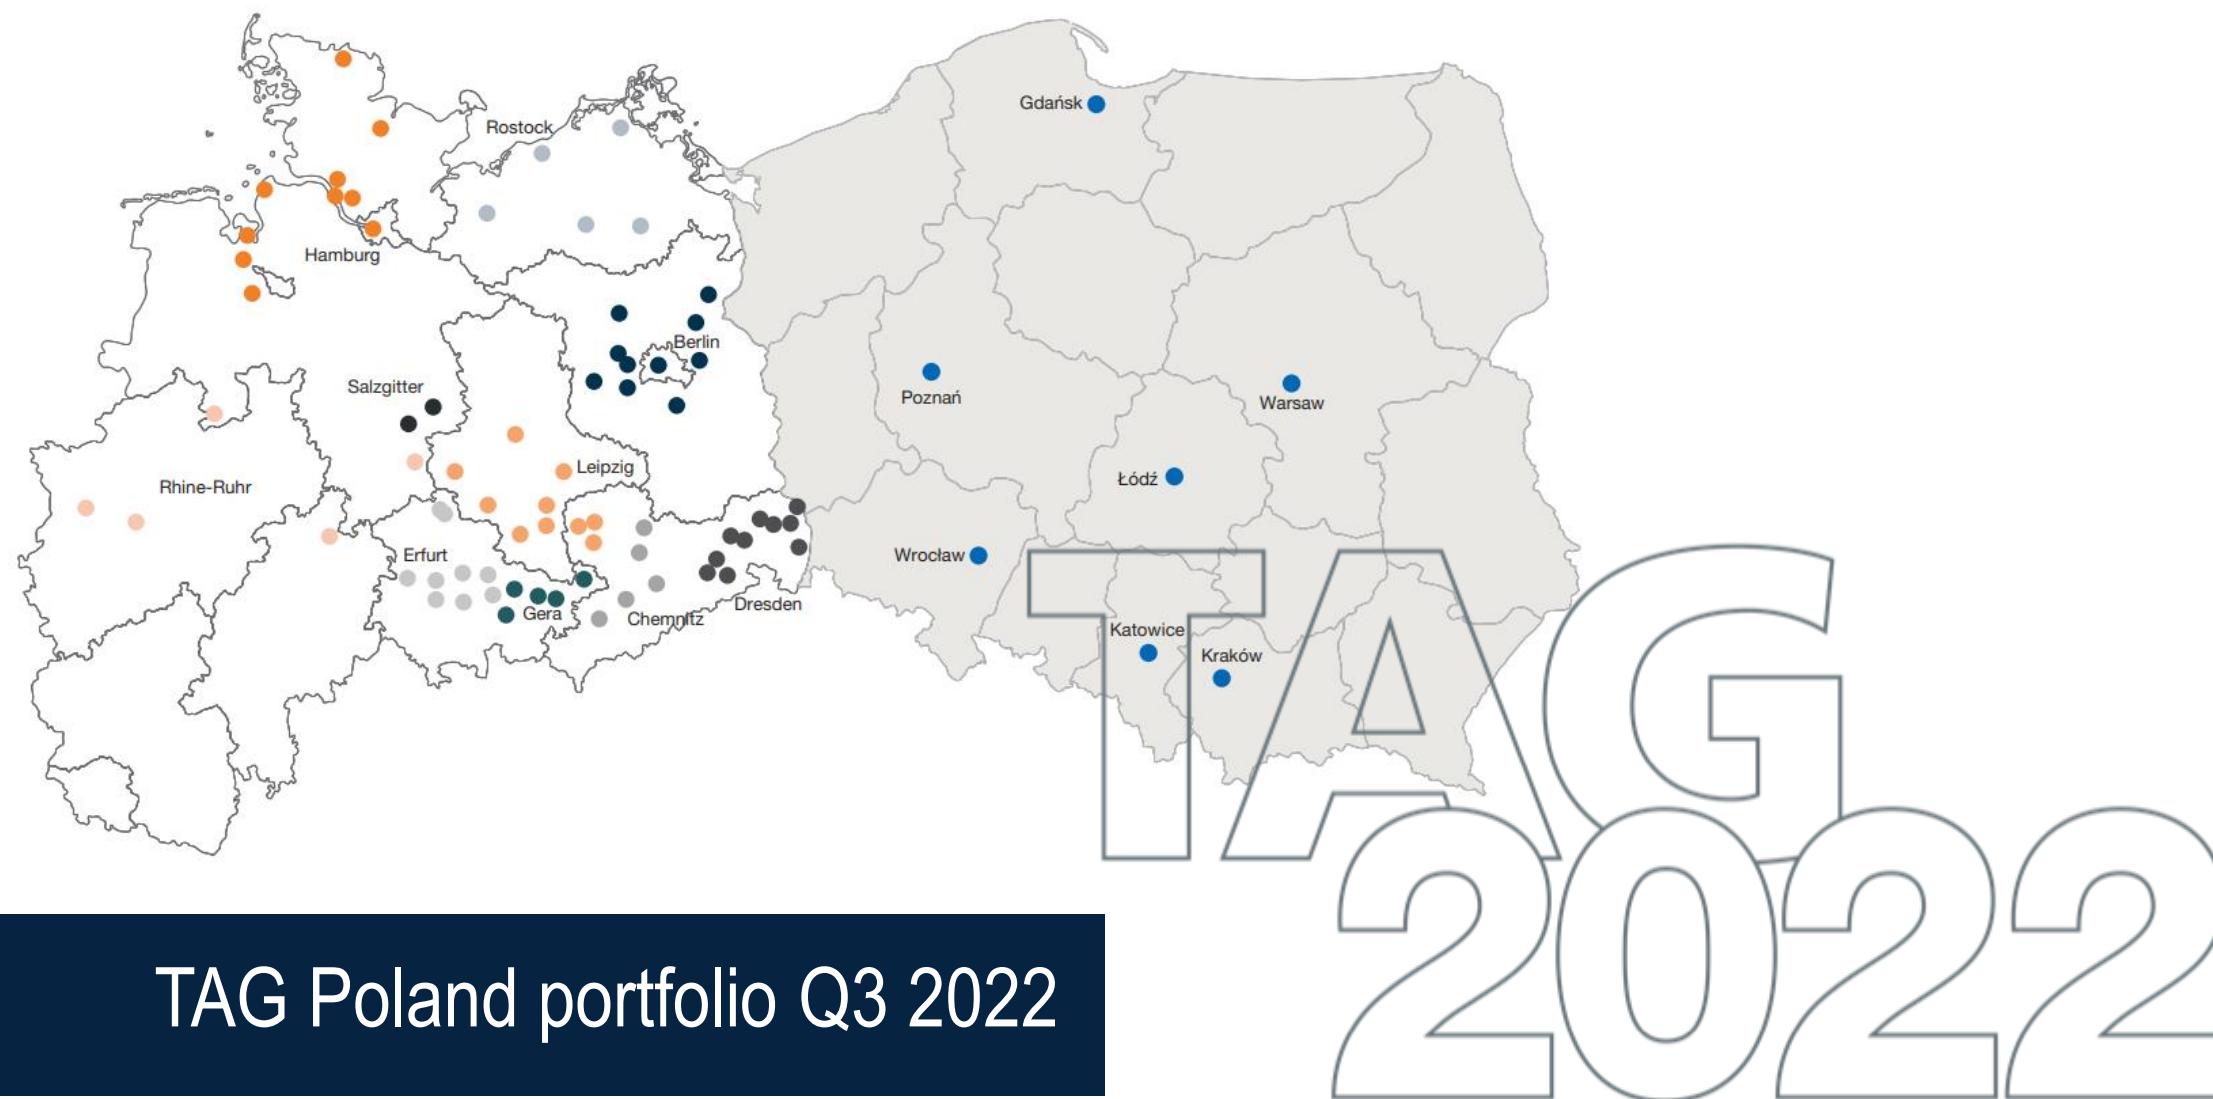 Gdańsk
Rostock
Hamburg
Berlin
Salzgitter
Poznań
Warsaw
Leipzig
Rhine-Ruhr
Łódź
Erfurt
Wrocław
Gera
Chemnitz
Dresden
Katowice
Kraków
TAG
2022
TAG Poland portfolio Q3 2022